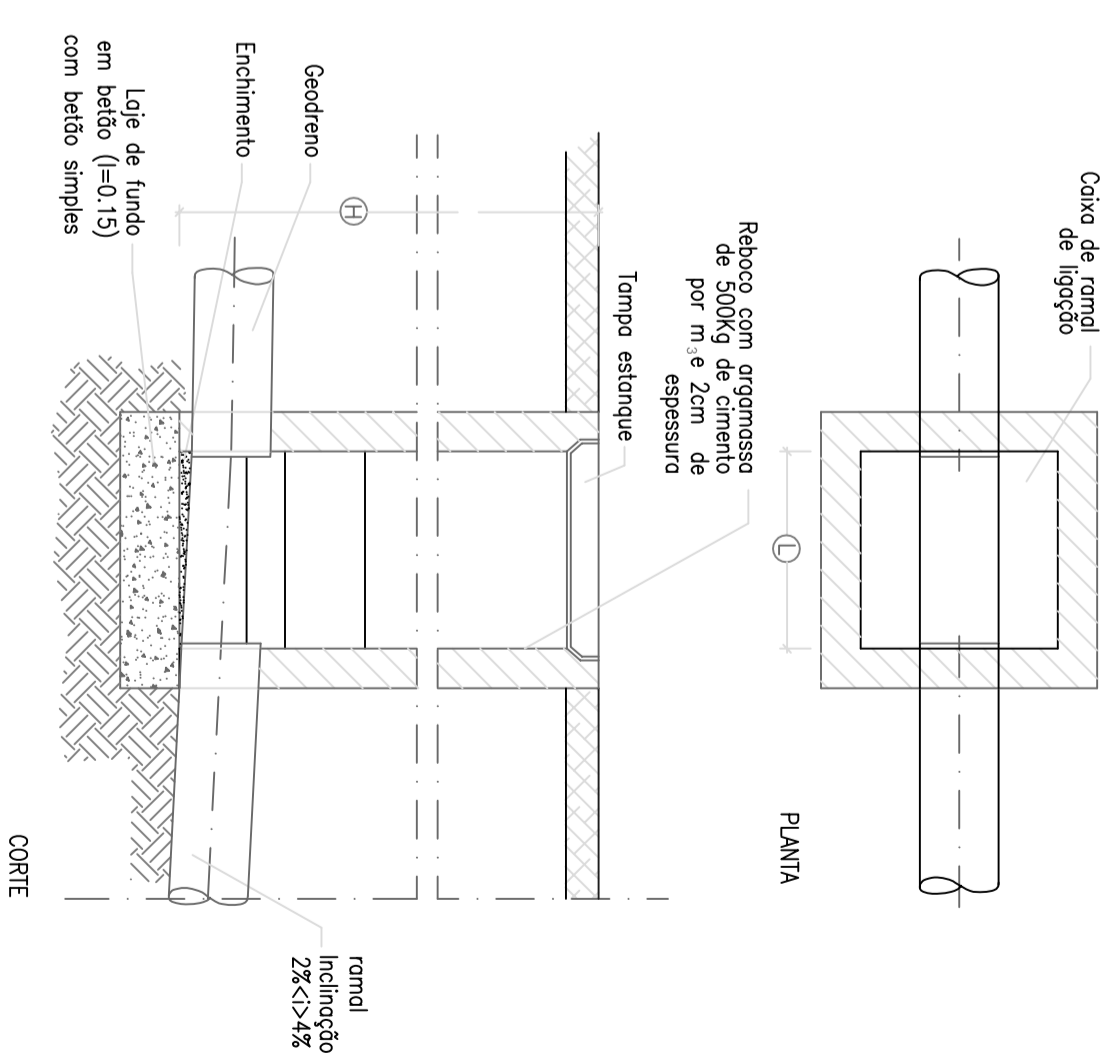 Caixa de ramal
de ligação
PLANTA
L
Reboco com argamassa
de 500Kg de cimento
por m3e 2cm de
espessura
Tampa estanque
H
Geodreno
Enchimento
Laje de fundo
em betão (l=0.15)
com betão simples
ramal
Inclinação
2%<i>4%
CORTE